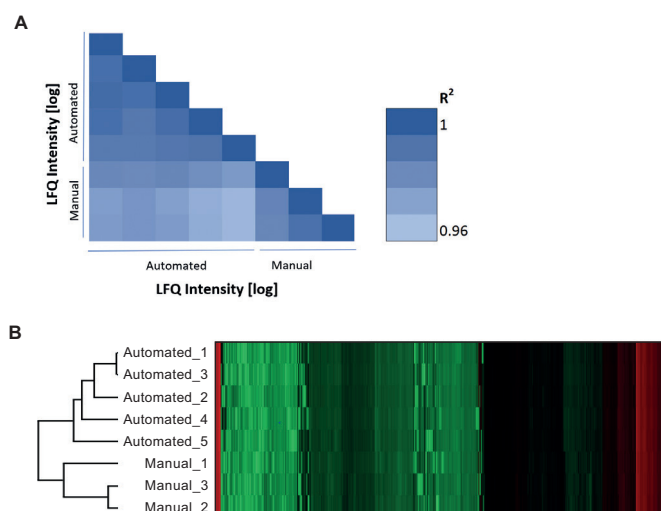 A
LFQ Intensity [log]
Automated
Manual
R2
1
0.96
Automated
Manual
LFQ Intensity [log]
B
Automated_1
Automated_3
Automated_2
Automated_4
Automated_5
Manual_1
Manual_3
Manual_2